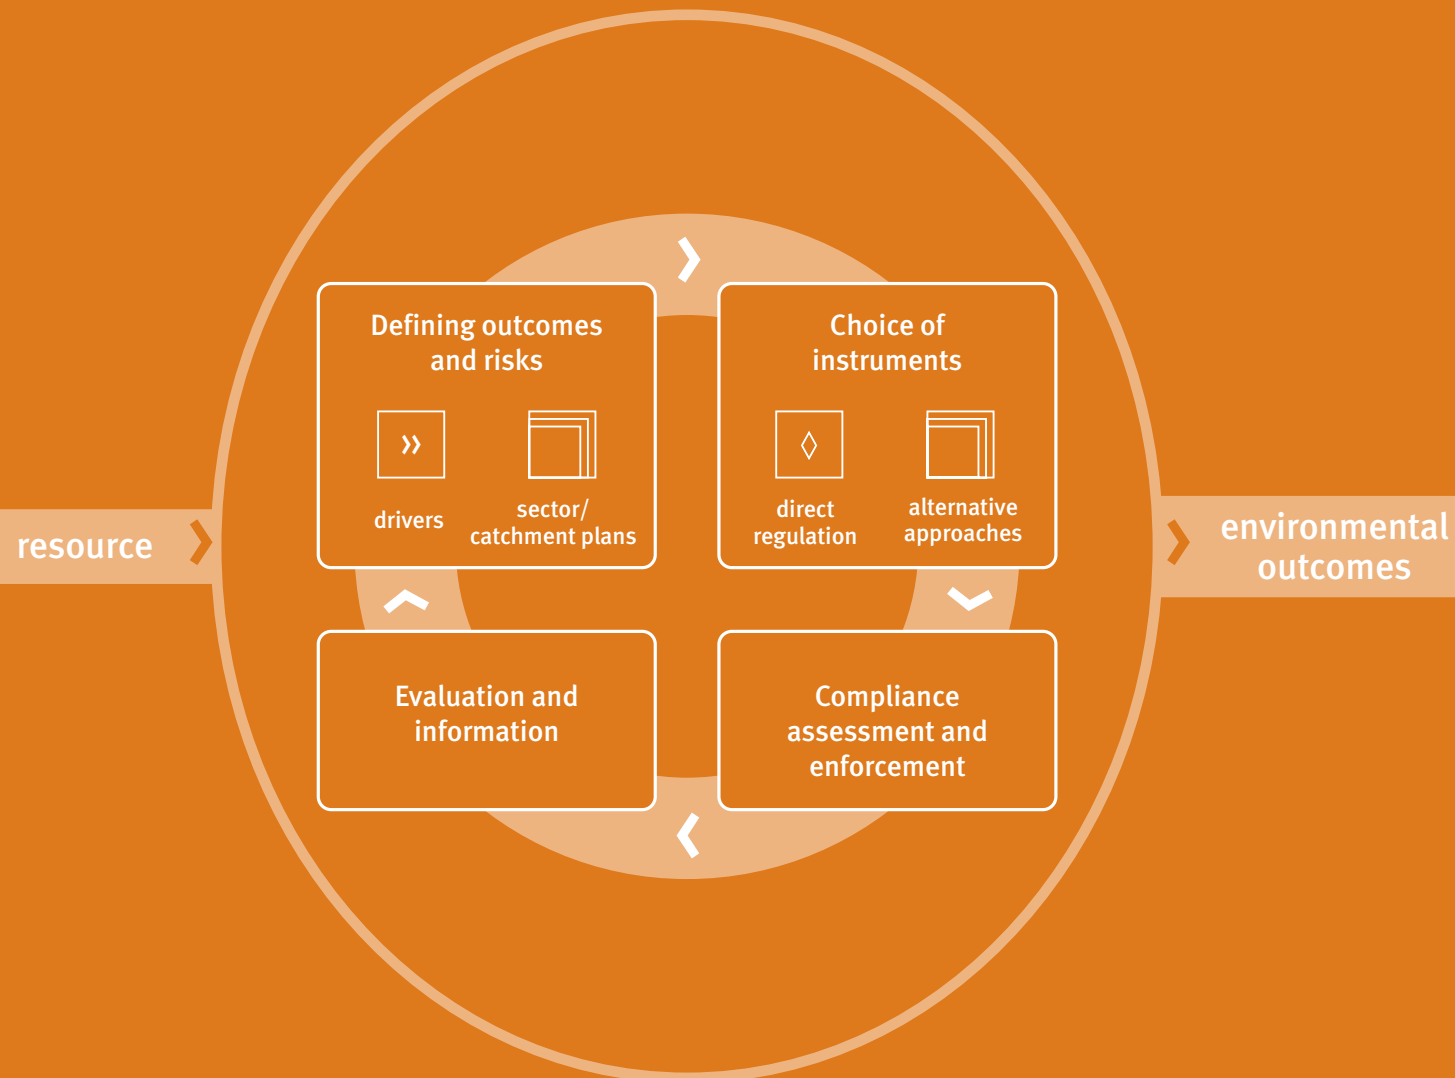 resource
Defining outcomes
and risks
drivers
sector/
catchment plans
Choice of
instruments
direct
regulation
alternative
approaches
Evaluation and
information
Compliance
assessment and
enforcement
environmental
outcomes